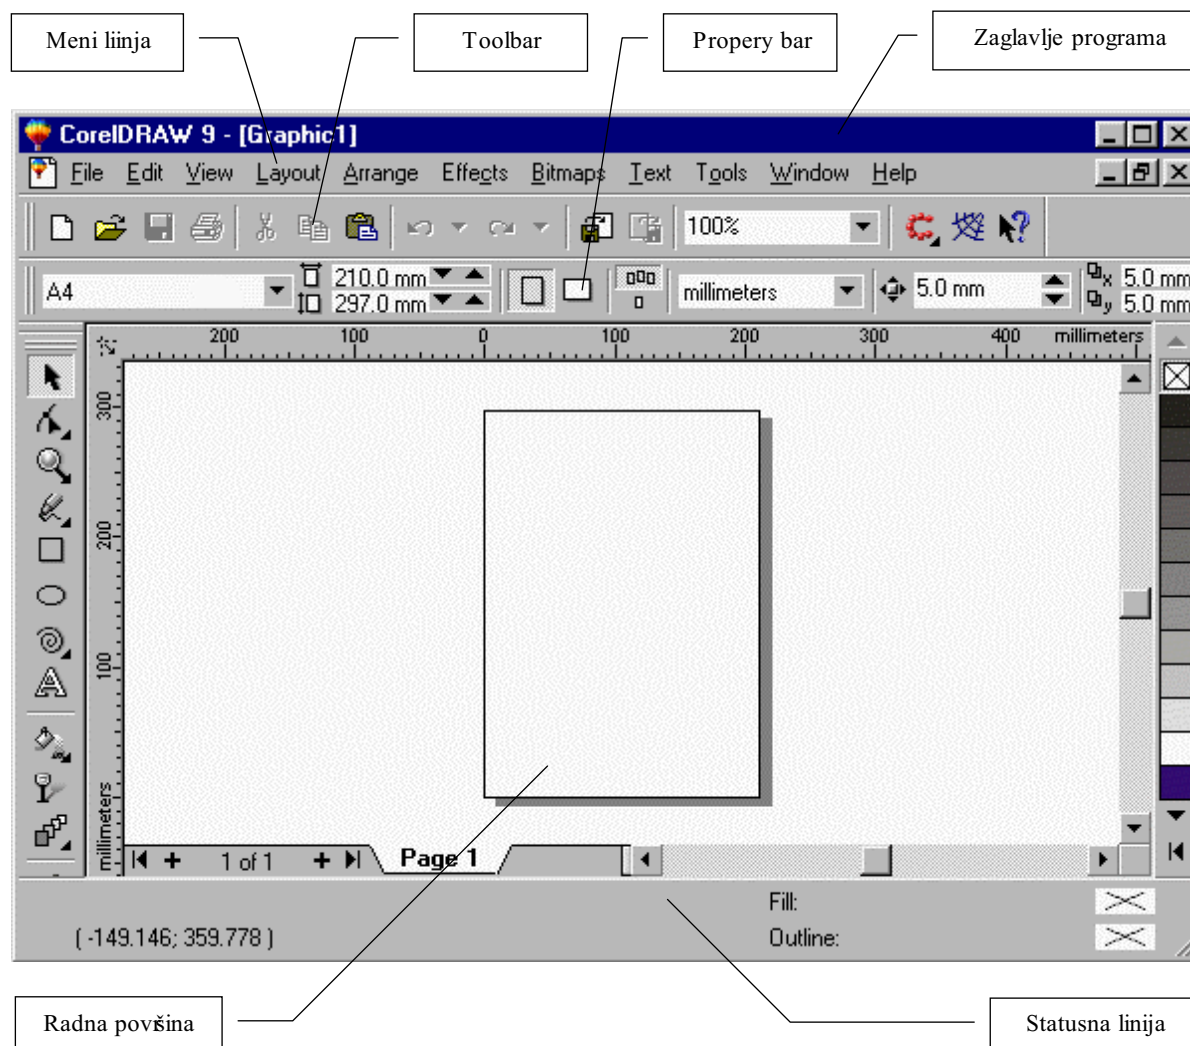 Meni liinja
Toolbar
Propery bar
Zaglavlje programa
CorelDRAW 9 - [Graphic1]
File Edit View Layout Arrange Effects Bitmaps Text Tools Window Help
100%
A4
210.0 mm
297.0 mm
millimeters
5.0 mm
x 5.0 mm
y 5.0 mm
200 100 0 100 200 300 400 millimeters
300
200
100
millimeters
1 of 1
Page 1
Fill:
(-149.146; 359.778 )
Outline:
Radna površina
Statusna linija